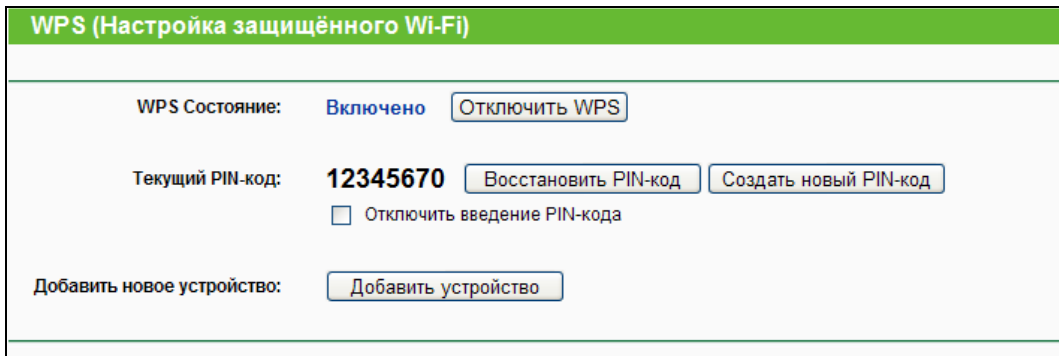 WPS (Настройка защищённого Wi-Fi)
WPS Состояние: Включено Отключить WPS
Текущий PIN-код: 12345670 Восстановить PIN-код Создать новый PIN-код
Отключить введение PIN-кода
Добавить новое устройство: Добавить устройство